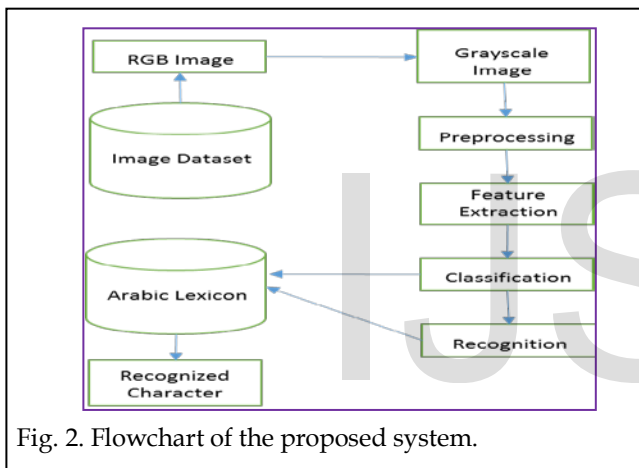 RGB Image
Grayscale
Image
Image Dataset
Preprocessing
Feature
Extraction
Arabic Lexicon
Classification
Recognition
Recognized
Character
IJS
Fig. 2. Flowchart of the proposed system.